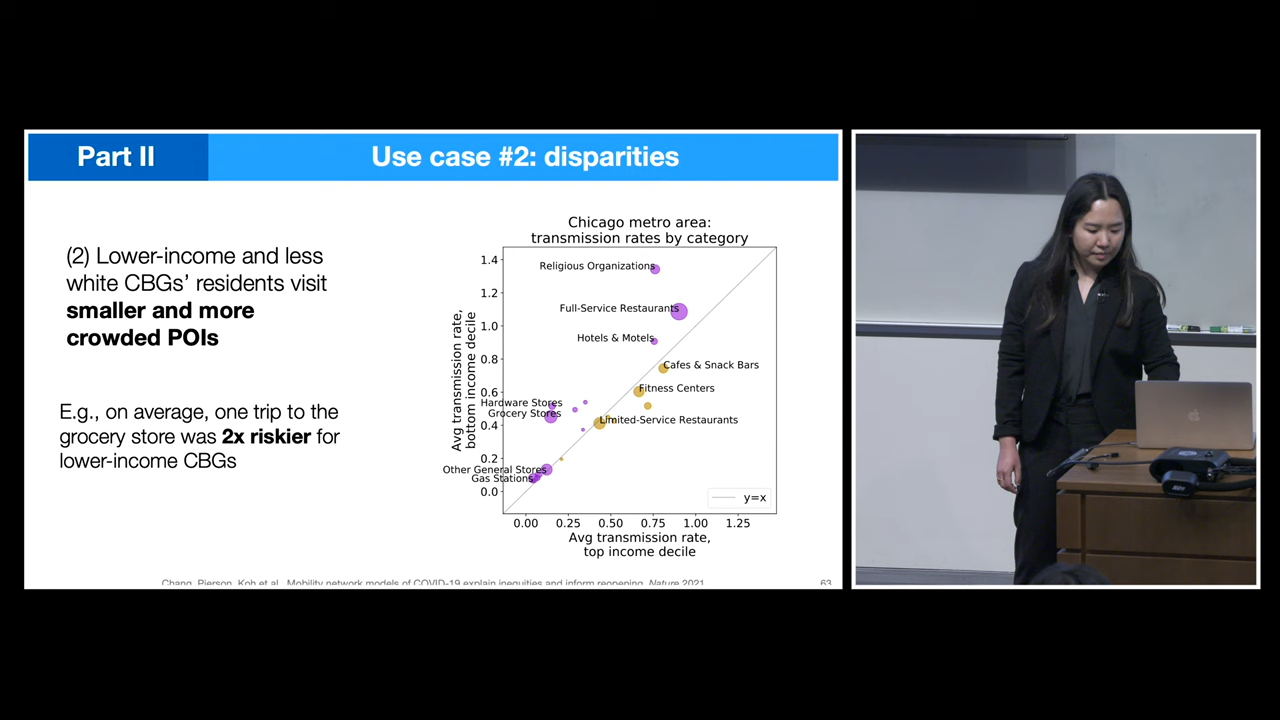 Part II
Use case #2: disparities
(2) Lower-income and less
white CBGs’ residents visit
smaller and more
crowded POIs
E.g., on average, one trip to the
grocery store was 2x riskier for
lower-income CBGs
Chicago metro area:
transmission rates by category
Avg transmission rate,
bottom income decile
1.4
1.2
1.0
0.8
0.6
0.4
0.2
0.0
Religious Organizations
Full-Service Restaurants
Hotels & Motels
Cafes & Snack Bars
Fitness Centers
Hardware Stores
Grocery Stores
Limited-Service Restaurants
Other General Stores
Gas Stations
y=x
0.00 0.25 0.50 0.75 1.00 1.25
Avg transmission rate,
top income decile
Chang, Pierson, Koh et al., Mobility network models of COVID-19 explain inequities and inform reopening. Nature 2021.
63